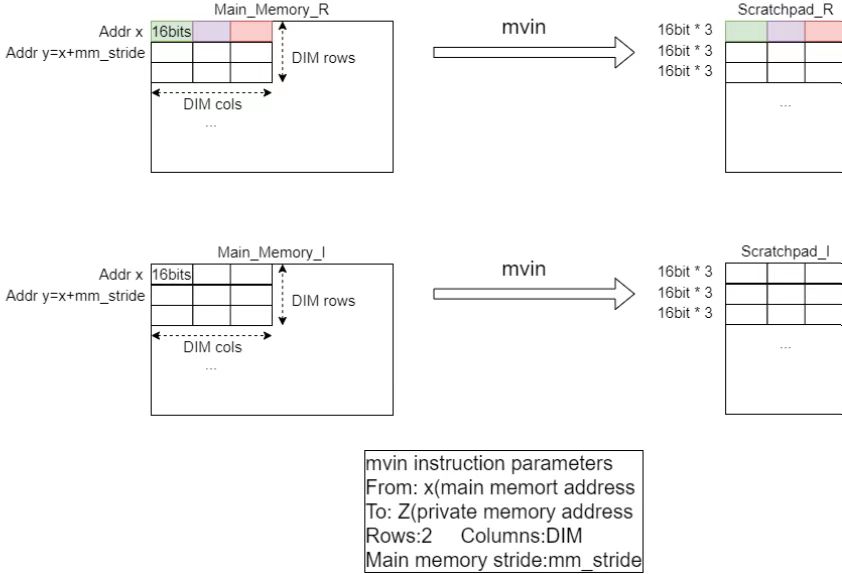 Main_Memory_R
Scratchpad_R
Addr x
16bits
mvin
16bit * 3
Addr y=x+mm_stride
DIM rows
16bit * 3
16bit * 3
DIM cols
...
...
Main_Memory_I
Scratchpad_I
Addr x
16bits
mvin
16bit * 3
Addr y=x+mm_stride
DIM rows
16bit * 3
16bit * 3
DIM cols
...
...
mvin instruction parameters
From: x(main memort address
To: Z(private memory address
Rows:2 Columns:DIM
Main memory stride:mm_stride